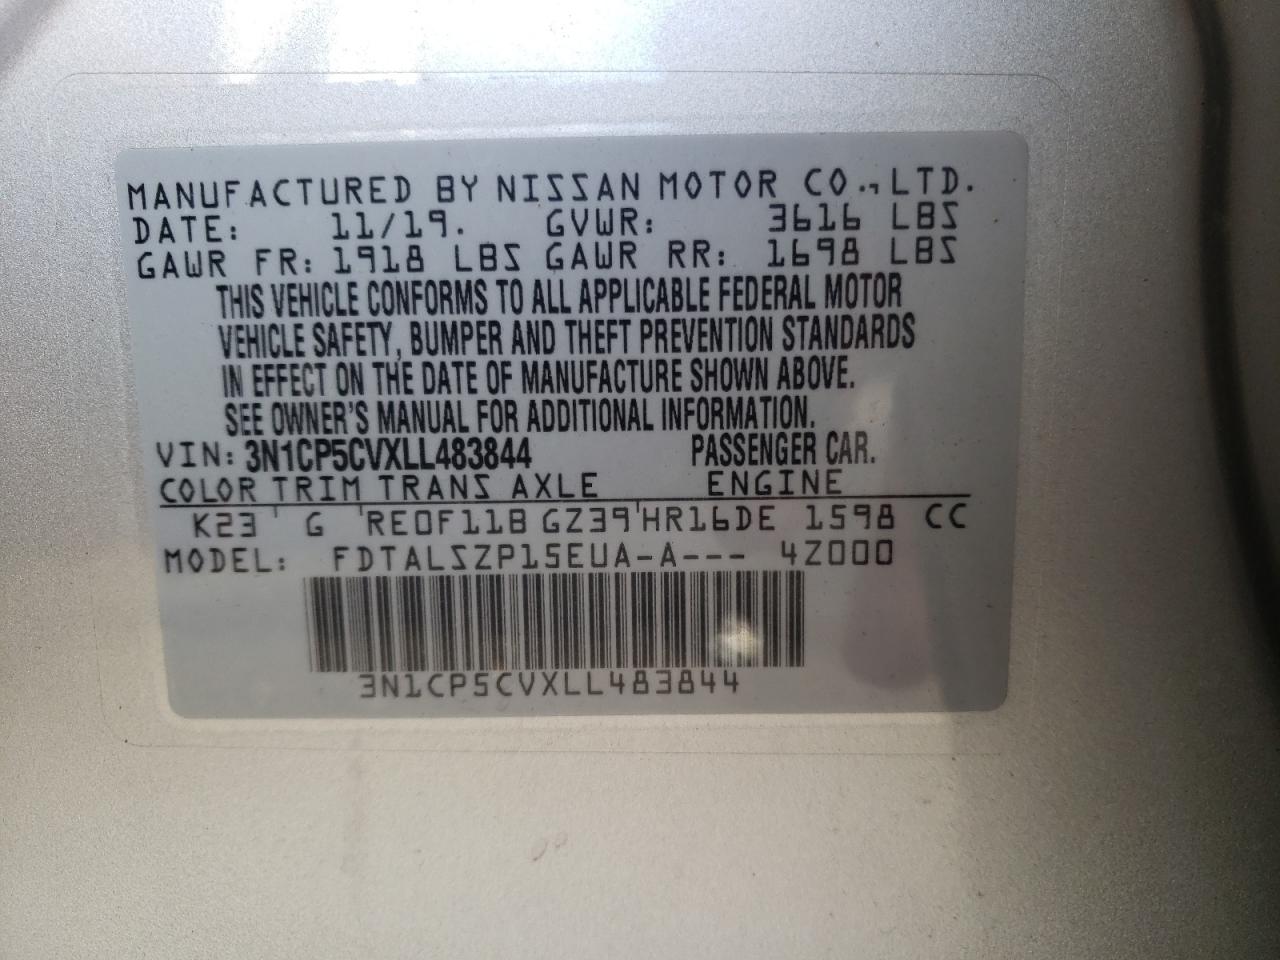 MANUFACTURED BY NISSAN MOTOR CO.,LTD.
DATE: 11/19. GVWR: 3616 LBS
GAWR FR: 1918 LBS GAWR RR: 1698 LBS
THIS VEHICLE CONFORMS TO ALL APPLICABLE FEDERAL MOTOR
VEHICLE SAFETY, BUMPER AND THEFT PREVENTION STANDARDS
IN EFFECT ON THE DATE OF MANUFACTURE SHOWN ABOVE.
SEE OWNER'S MANUAL FOR ADDITIONAL INFORMATION.
VIN: 3N1CP5CVXLL483844 PASSENGER CAR.
COLOR TRIM TRANS AXLE ENGINE
K23 ' G 'RE0F11B GZ39'HR16DE 1598 CC
MODEL: FDTALSZP15EUA-A--- 4Z000
3N1CP5CVXLL483844